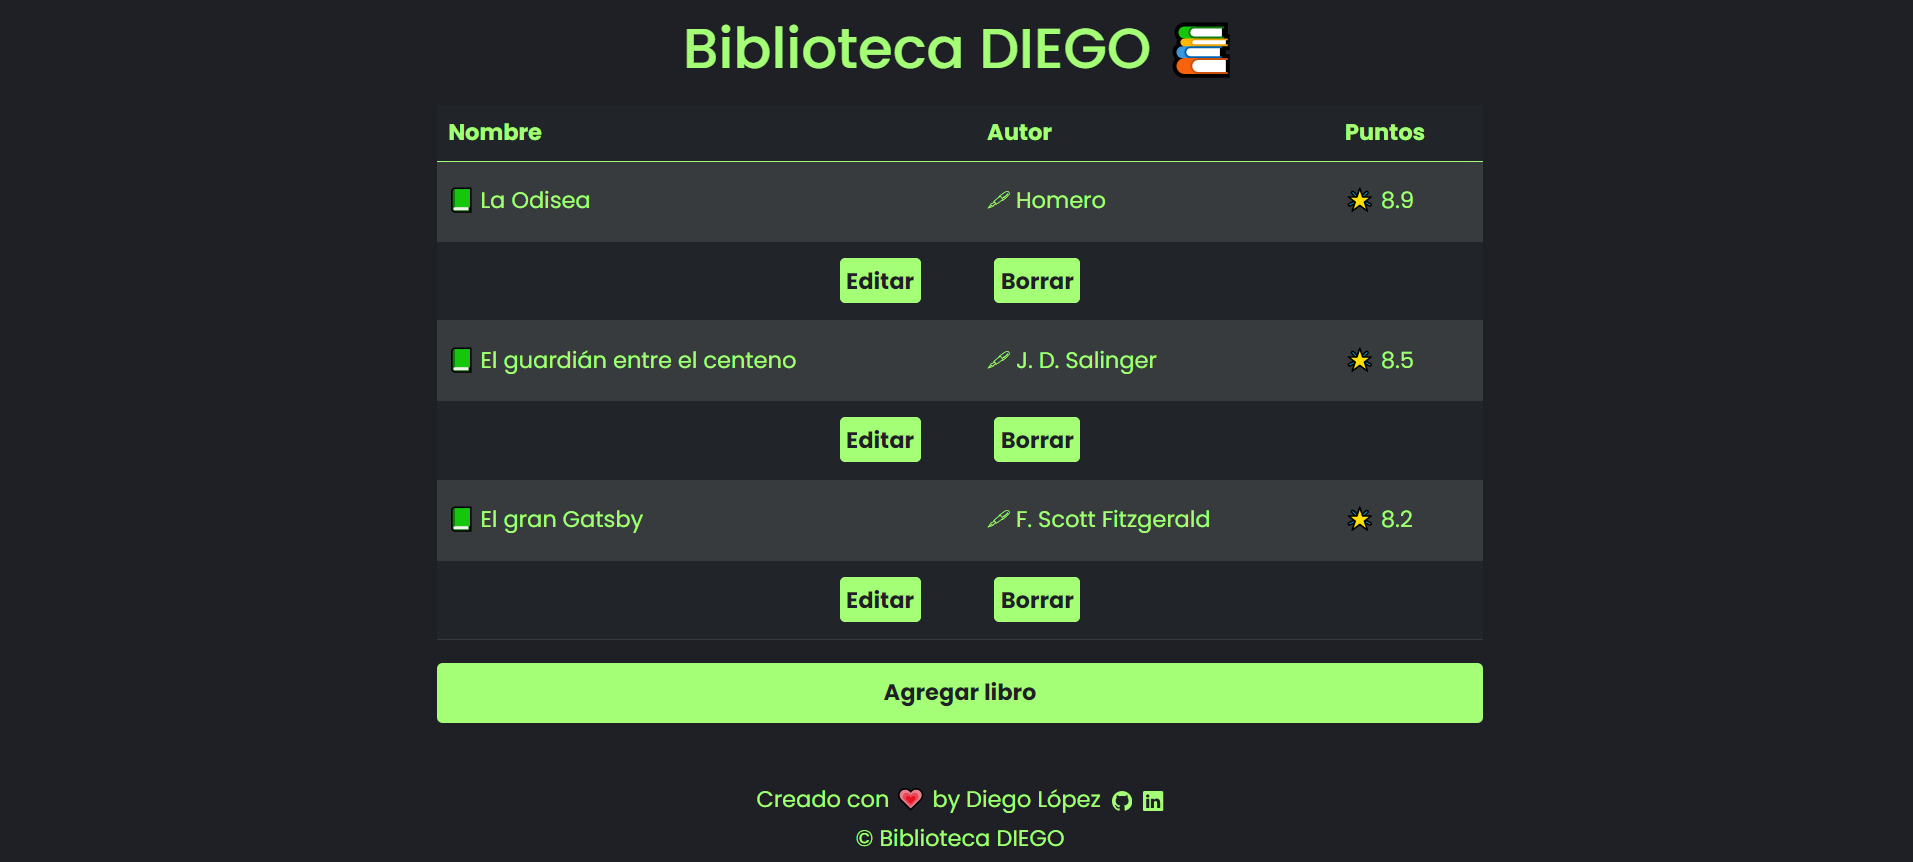 Biblioteca DIEGO
Nombre Autor Puntos
La Odisea Homero 8.9
Editar Borrar
El guardián entre el centeno J. D. Salinger 8.5
Editar Borrar
El gran Gatsby F. Scott Fitzgerald 8.2
Editar Borrar
Agregar libro
Creado con by Diego López in
© Biblioteca DIEGO